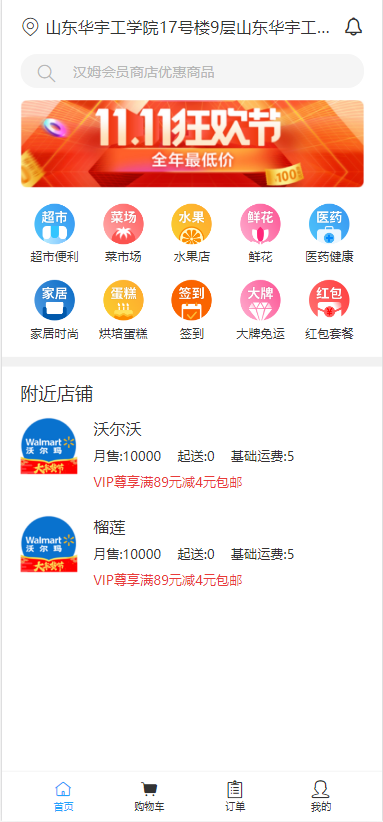 山东华宇工学院17号楼9层山东华宇工...
汉姆会员商店优惠商品
11.11狂欢节
全年最低价
100
超市 菜场 水果 鲜花 医药
超市便利 菜市场 水果店 鲜花 医药健康
家居 蛋糕 签到 大牌 红包
家居时尚 烘培蛋糕 签到 大牌免运 红包套餐
附近店铺
Walmart
沃尔玛
大卡货节
沃尔沃
月售:10000 起送:0 基础运费:5
VIP尊享满89元减4元包邮
Walmart
沃尔玛
大卡货节
榴莲
月售:10000 起送:0 基础运费:5
VIP尊享满89元减4元包邮
首页 购物车 订单 我的